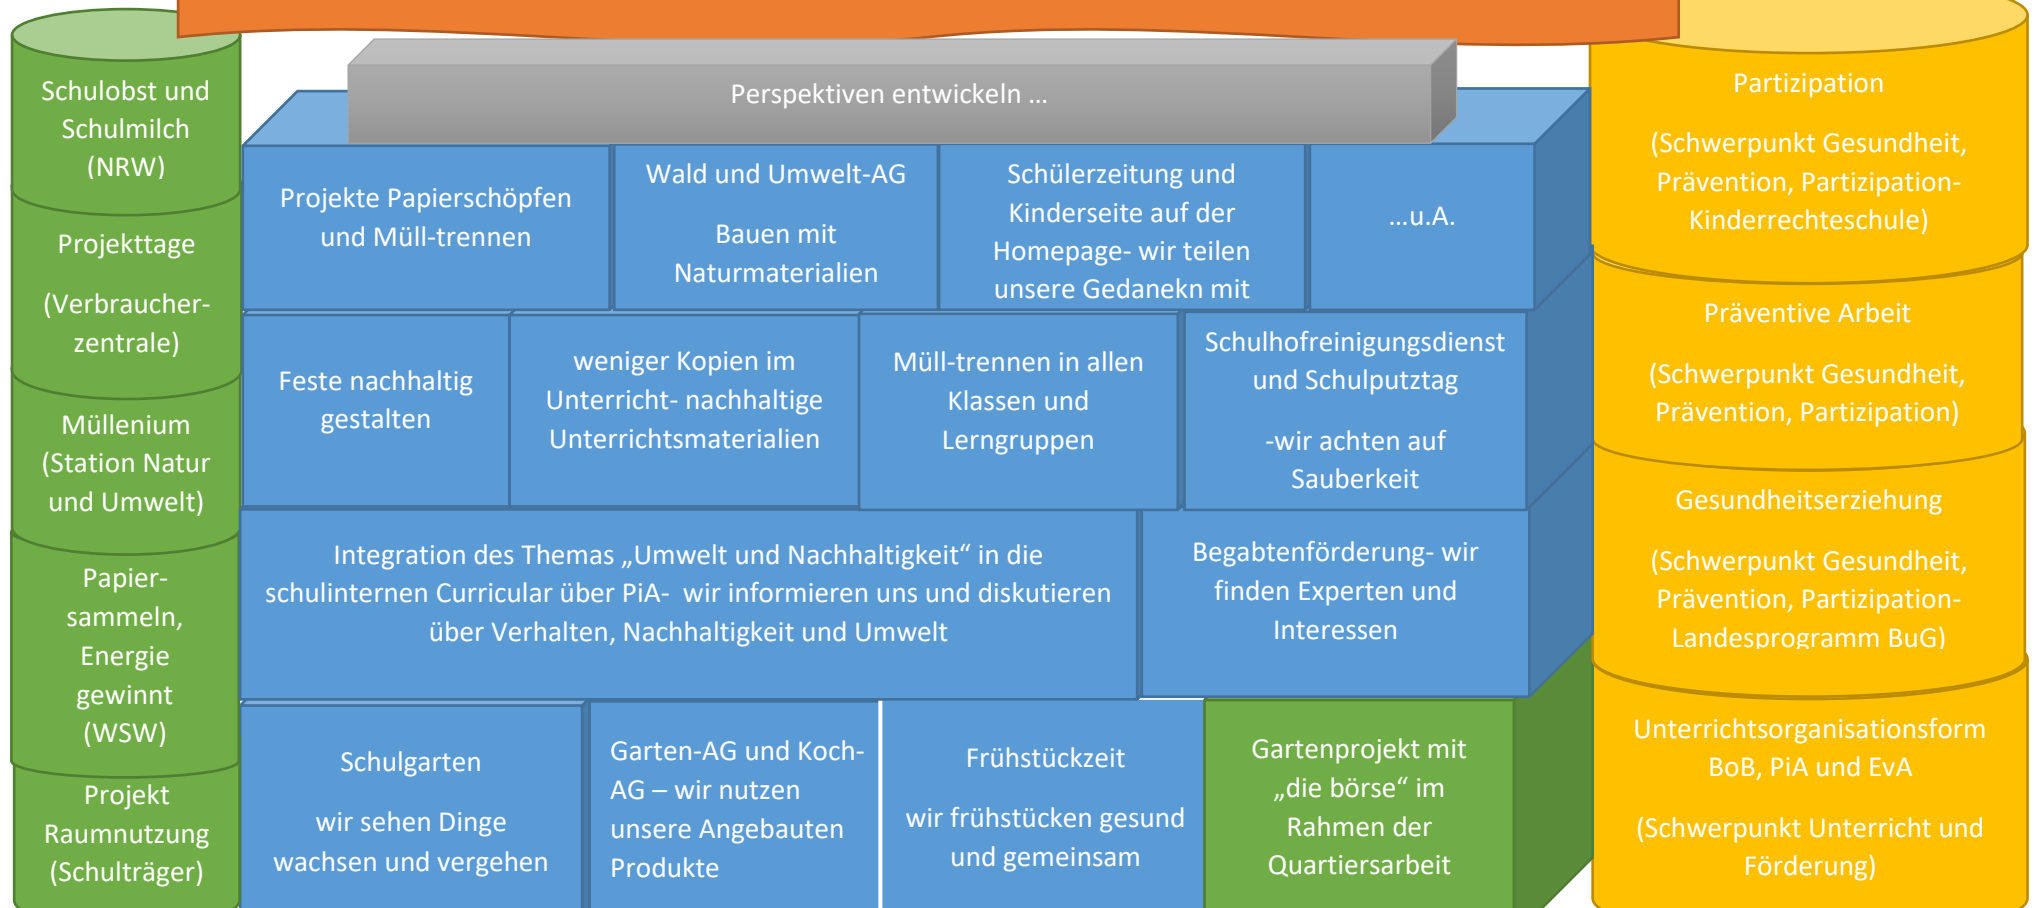 Perspektiven entwickeln …
Schulobst und
Schulmilch
(NRW)
Projekttage
(Verbraucher-
zentrale)
Müllenium
(Station Natur
und Umwelt)
Papier-
sammeln,
Energie
gewinnt
(WSW)
Projekt
Raumnutzung
(Schulträger)
Projekte Papierschöpfen
und Müll-trennen
Wald und Umwelt-AG
Bauen mit
Naturmaterialien
Schülerzeitung und
Kinderseite auf der
Homepage- wir teilen
unsere Gedanekn mit
...u.A.
Feste nachhaltig
gestalten
weniger Kopien im
Unterricht- nachhaltige
Unterrichtsmaterialien
Müll-trennen in allen
Klassen und
Lerngruppen
Schulhofreinigungsdienst
und Schulputztag
-wir achten auf
Sauberkeit
Integration des Themas „Umwelt und Nachhaltigkeit“ in die
schulinternen Curricular über PiA- wir informieren uns und diskutieren
über Verhalten, Nachhaltigkeit und Umwelt
Begabtenförderung- wir
finden Experten und
Interessen
Schulgarten
wir sehen Dinge
wachsen und vergehen
Garten-AG und Koch-
AG – wir nutzen
unsere Angebauten
Produkte
Frühstückzeit
wir frühstücken gesund
und gemeinsam
Gartenprojekt mit
„die börse“ im
Rahmen der
Quartiersarbeit
Partizipation
(Schwerpunkt Gesundheit,
Prävention, Partizipation-
Kinderrechteschule)
Präventive Arbeit
(Schwerpunkt Gesundheit,
Prävention, Partizipation)
Gesundheitserziehung
(Schwerpunkt Gesundheit,
Prävention, Partizipation-
Landesprogramm BuG)
Unterrichtsorganisationsform
BoB, PiA und EvA
(Schwerpunkt Unterricht und
Förderung)